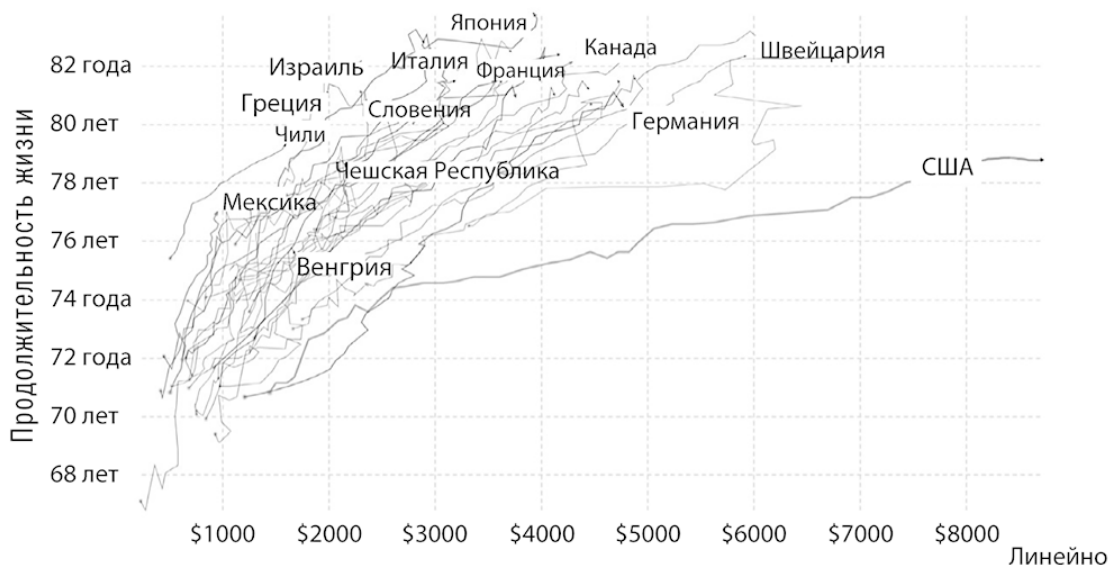 Япония
82 года
Италия
Канада
Швейцария
Израиль
Франция
Греция
Словения
80 лет
Чили
Германия
Чешская Республика
США
78 лет
Мексика
76 лет
Венгрия
74 года
72 года
70 лет
68 лет
Продолжительность жизни
$1000 $2000 $3000 $4000 $5000 $6000 $7000 $8000
Линейно